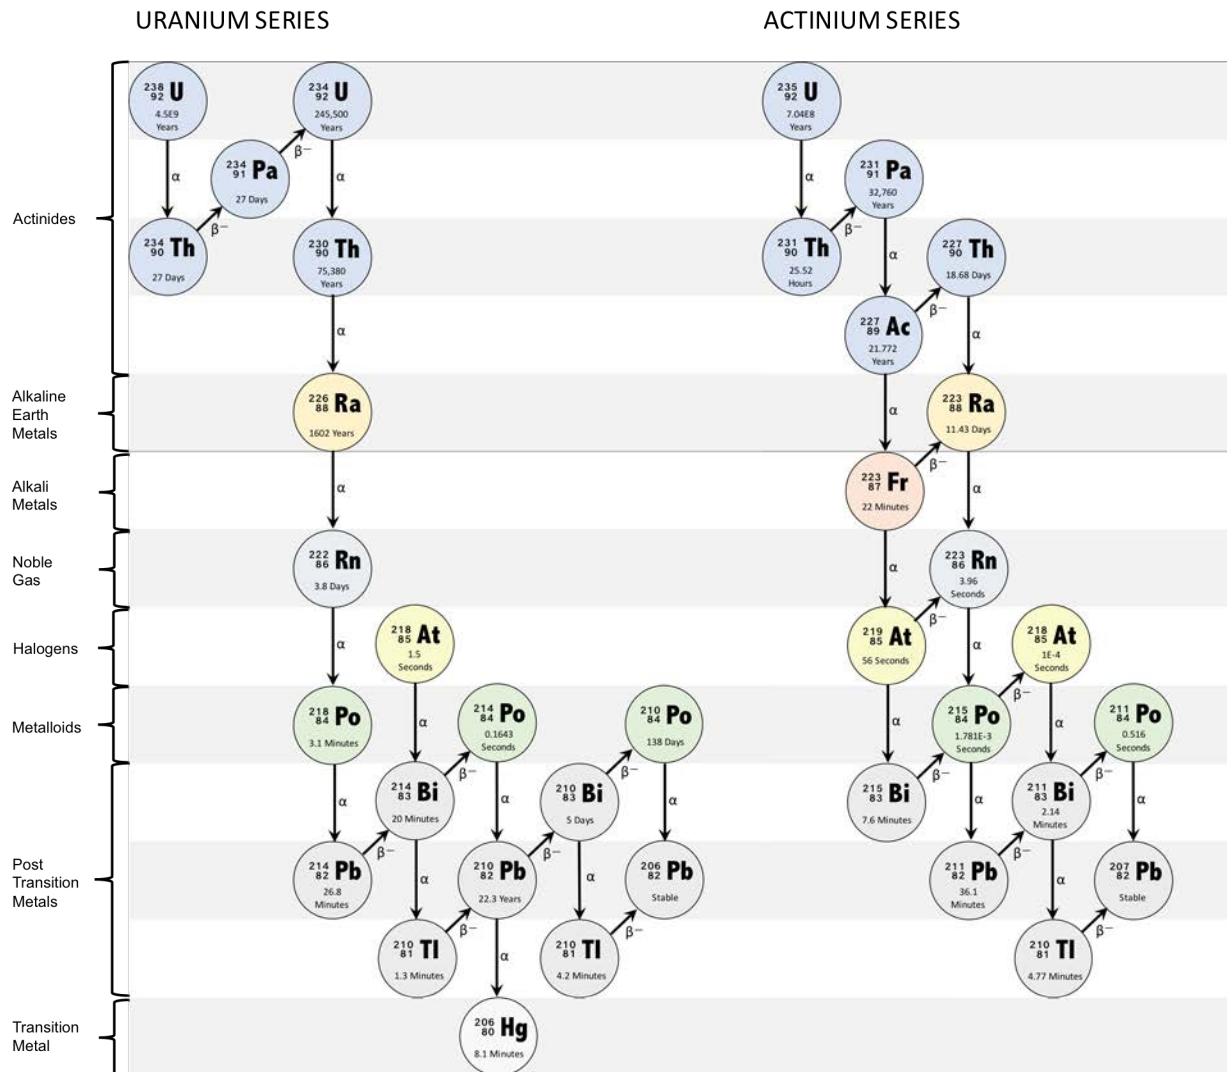 URANIUM SERIES
ACTINIUM SERIES
Actinides
Alkaline
Earth
Metals
Alkali
Metals
Noble
Gas
Halogens
Metalloids
Post
Transition
Metals
Transition
Metal
238
92 U
4.5E9
Years
α
234
90 Th
27 Days
β−
234
91 Pa
27 Days
β−
234
92 U
245,500
Years
α
230
90 Th
75,380
Years
α
226
88 Ra
1602 Years
α
222
86 Rn
3.8 Days
α
218
84 Po
3.1 Minutes
α
214
82 Pb
26.8
Minutes
β−
218
85 At
1.5
Seconds
α
214
83 Bi
20 Minutes
β−
α
210
81 Tl
1.3 Minutes
β−
214
84 Po
0.1643
Seconds
α
210
82 Pb
22.3 Years
β−
α
206
80 Hg
8.1 Minutes
210
83 Bi
5 Days
β−
α
210
81 Tl
4.2 Minutes
β−
210
84 Po
138 Days
α
206
82 Pb
Stable
235
92 U
7.04E8
Years
α
231
90 Th
25.52
Hours
β−
231
91 Pa
32,760
Years
α
227
89 Ac
21.772
Years
β−
α
227
90 Th
18.68 Days
α
223
87 Fr
22 Minutes
β−
α
223
88 Ra
11.43 Days
α
219
85 At
56 Seconds
β−
α
223
86 Rn
3.96
Seconds
α
215
83 Bi
7.6 Minutes
β−
215
84 Po
1.781E-3
Seconds
β−
α
218
85 At
1E-4
Seconds
α
211
82 Pb
36.1
Minutes
β−
211
83 Bi
2.14
Minutes
β−
α
211
84 Po
0.516
Seconds
α
210
81 Tl
4.77 Minutes
β−
207
82 Pb
Stable